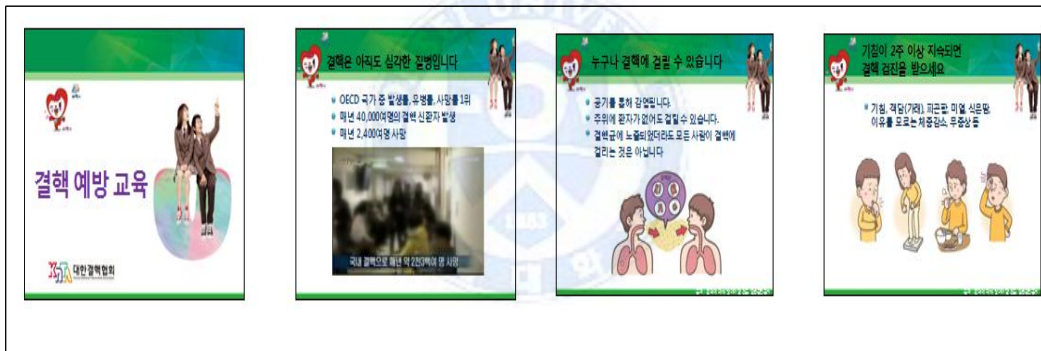 결핵 예방 교육
대한결핵협회
결핵은 아직도 심각한 질병입니다
OECD 국가 중 발생률, 유병률, 사망률 1위
매년 40,000여명의 결핵 신환자 발생
매년 2,400여명 사망
국내 결핵으로 매년 약 2천3백여 명 사망
누구나 결핵에 걸릴 수 있습니다
공기를 통해 감염됩니다.
주위에 환자가 없어도 걸릴 수 있습니다.
결핵균에 노출되었더라도 모든 사람이 결핵에
걸리는 것은 아닙니다
기침이 2주 이상 지속되면
결핵 검진을 받으세요
기침, 객담(가래), 피곤함, 미열, 식은땀,
이유를 모르는 체중감소, 무증상 등